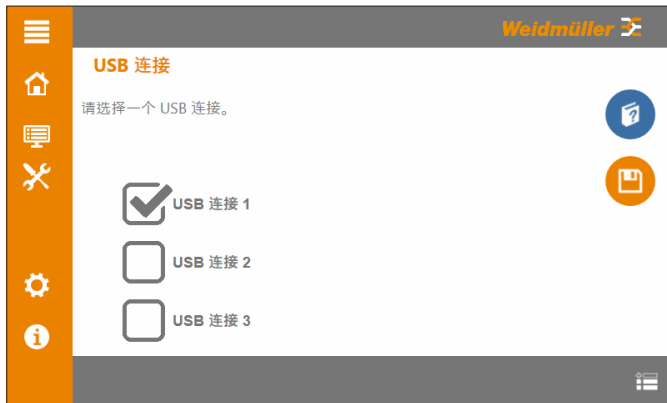 Weidmüller
USB 连接
请选择一个 USB 连接。
USB 连接 1
USB 连接 2
USB 连接 3